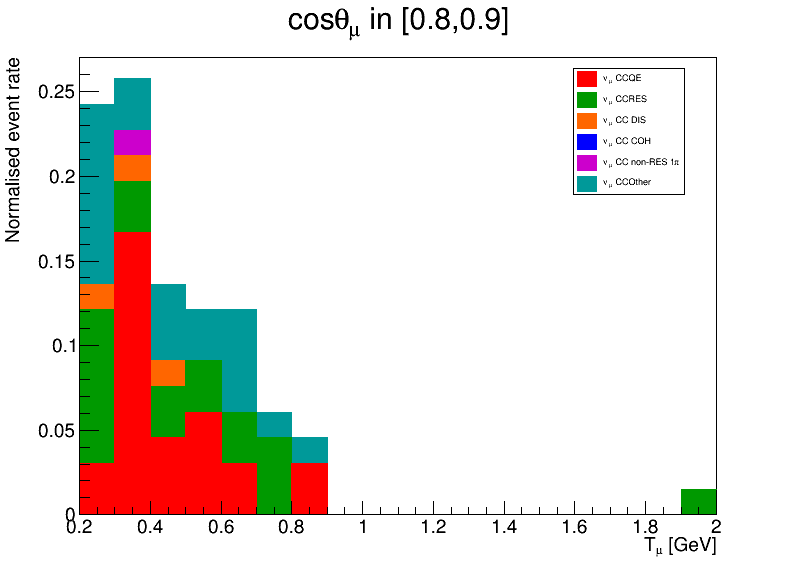 cosθμ in [0.8,0.9]
Normalised event rate
νμ CCQE
νμ CCRES
νμ CC DIS
νμ CC COH
νμ CC non-RES 1π
νμ CCOther
0.25
0.2
0.15
0.1
0.05
0
0.2 0.4 0.6 0.8 1 1.2 1.4 1.6 1.8 2
Tμ [GeV]